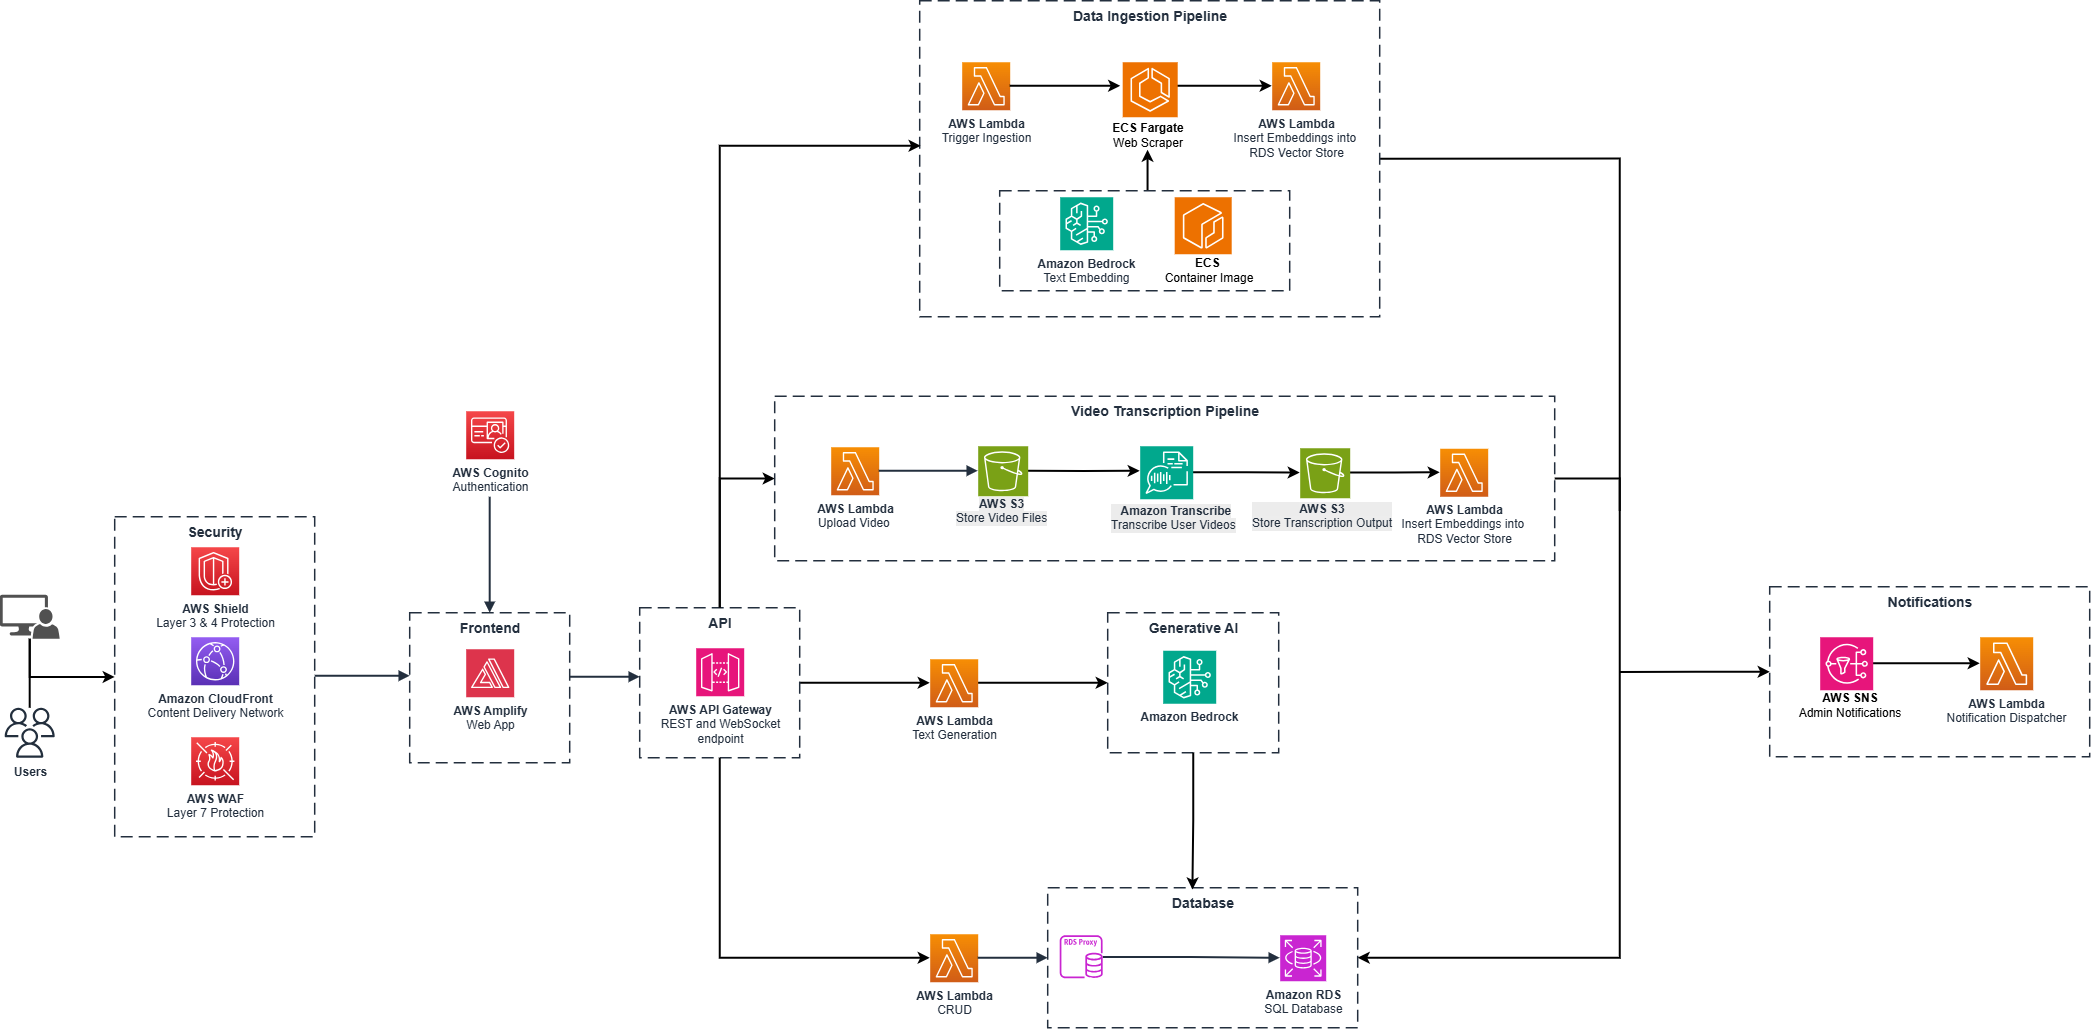 Data Ingestion Pipeline
AWS Lambda
Trigger Ingestion
ECS Fargate
Web Scraper
AWS Lambda
Insert Embeddings into
RDS Vector Store
Amazon Bedrock
Text Embedding
ECS
Container Image
Video Transcription Pipeline
AWS Lambda
Upload Video
AWS S3
Store Video Files
Amazon Transcribe
Transcribe User Videos
AWS S3
Store Transcription Output
AWS Lambda
Insert Embeddings into
RDS Vector Store
AWS Cognito
Authentication
Users
Security
AWS Shield
Layer 3 & 4 Protection
Amazon CloudFront
Content Delivery Network
AWS WAF
Layer 7 Protection
Frontend
AWS Amplify
Web App
API
AWS API Gateway
REST and WebSocket
endpoint
AWS Lambda
Text Generation
Generative AI
Amazon Bedrock
Notifications
AWS SNS
Admin Notifications
AWS Lambda
Notification Dispatcher
AWS Lambda
CRUD
Database
RDS Proxy
Amazon RDS
SQL Database